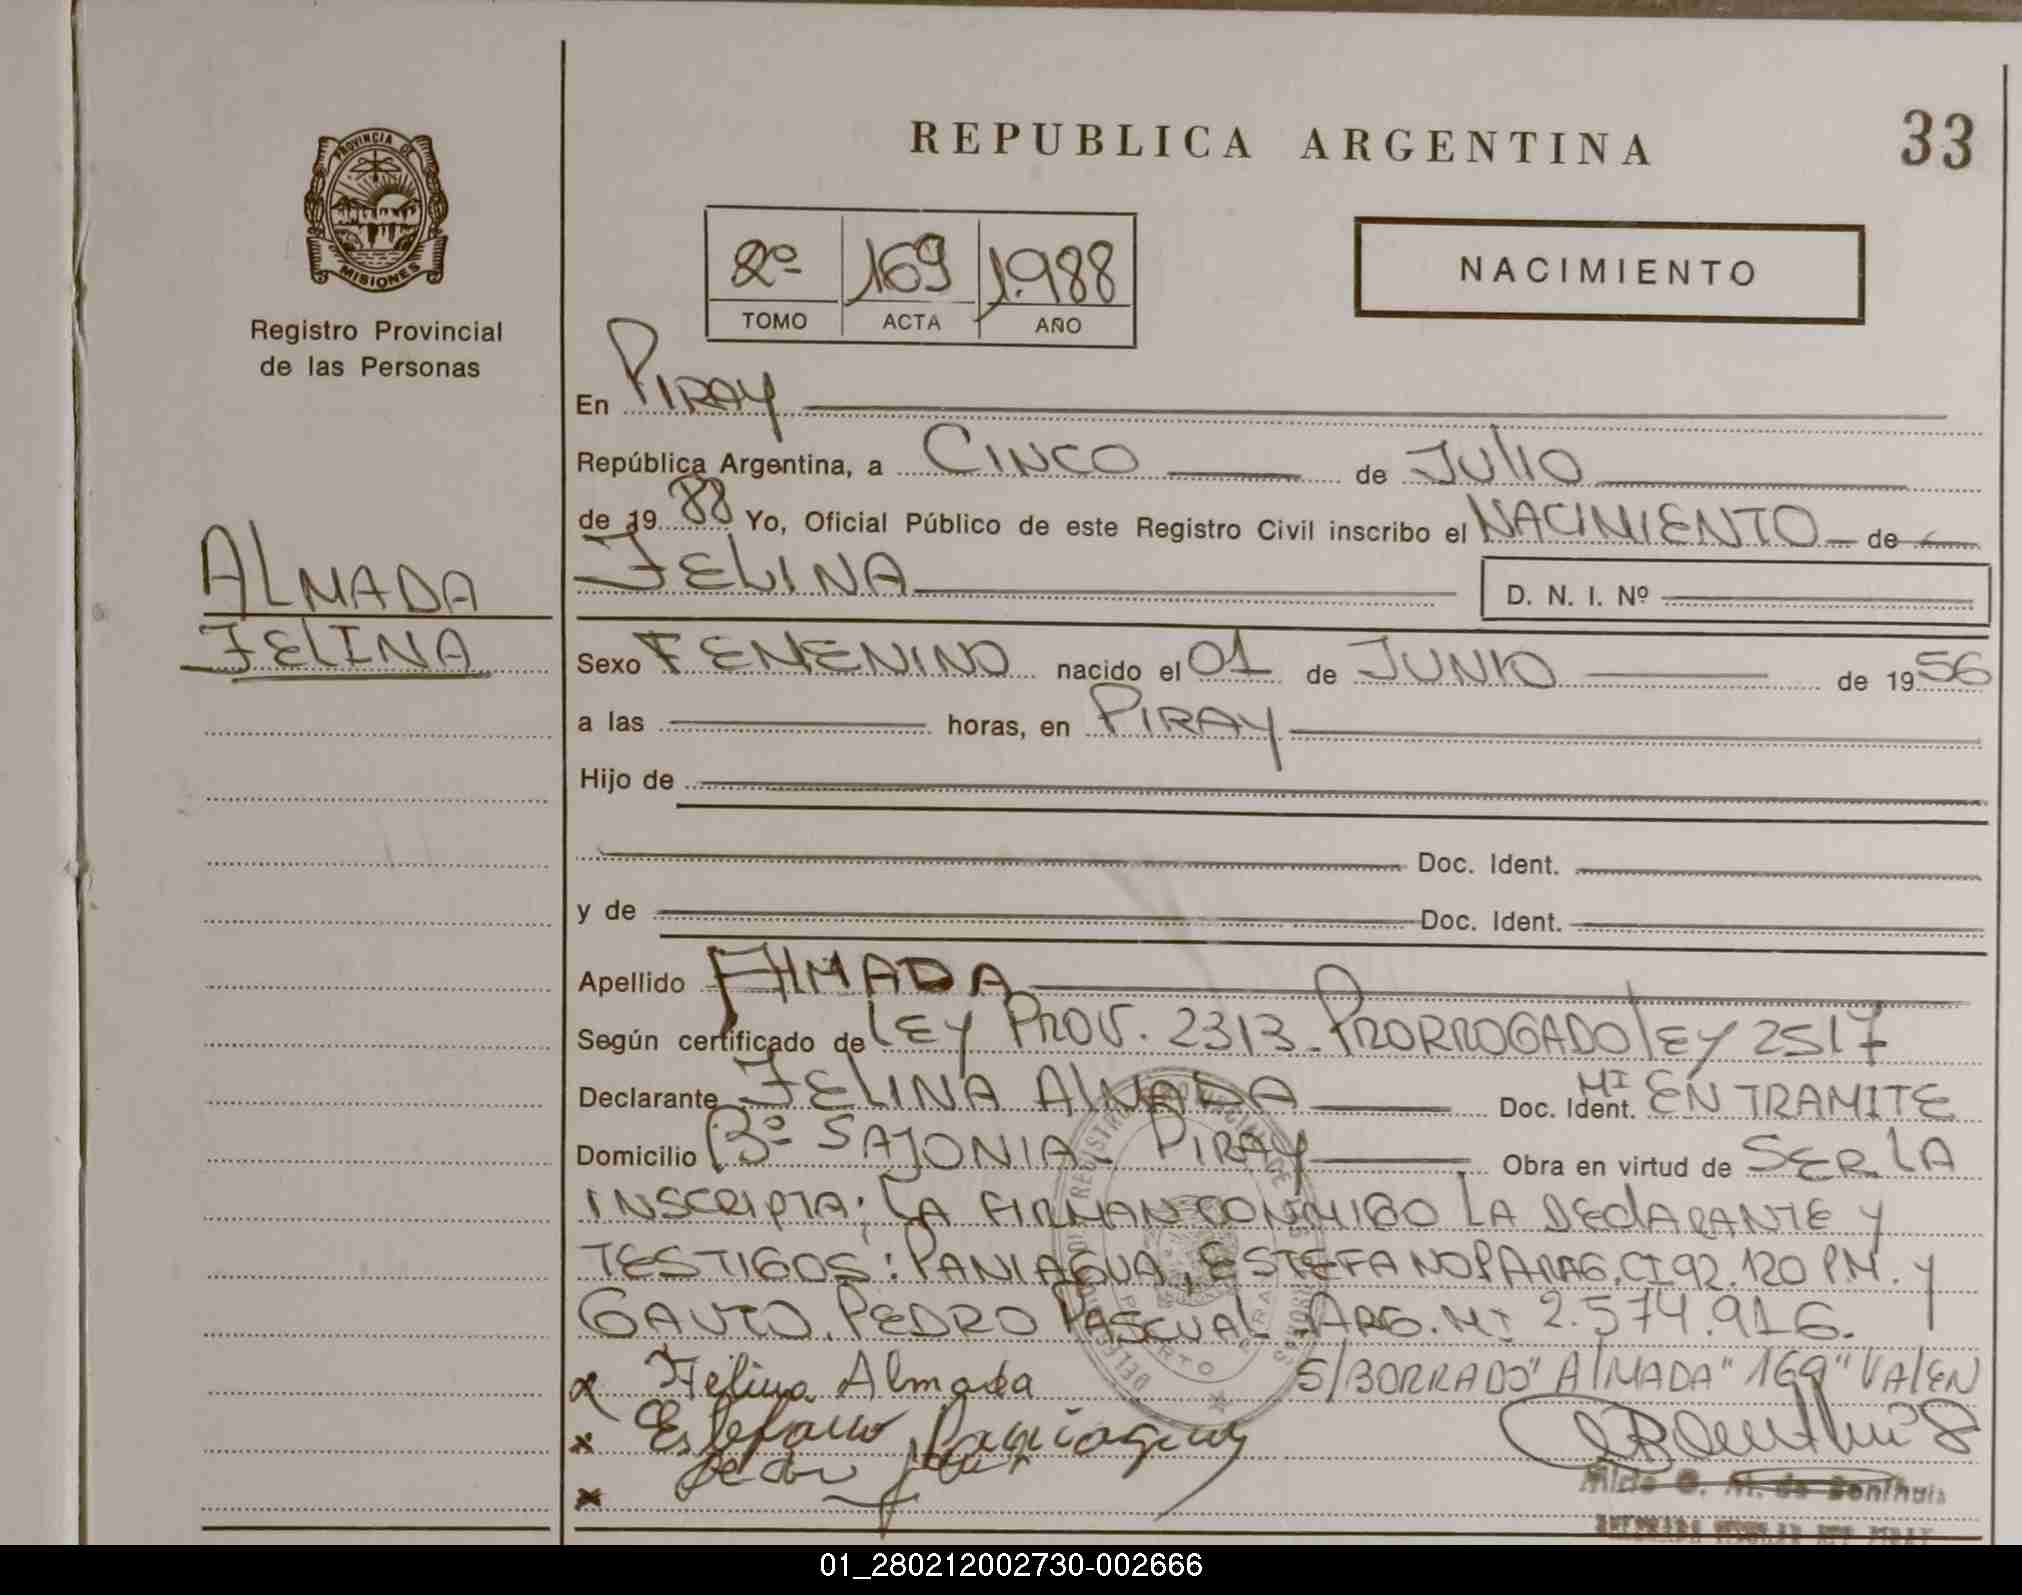 REPUBLICA ARGENTINA
33
PROVINCIA DE
MISIONES
Registro Provincial
de las Personas
2º 169 1.988
TOMO ACTA AÑO
NACIMIENTO
En PIRAY
República Argentina, a CINCO de JULIO
de 19 88 Yo, Oficial Público de este Registro Civil inscribo el NACIMIENTO de
FELINA
D. N. I. Nº
ALMADA
FELINA
Sexo FEMENINO nacido el 01 de JUNIO de 1956
a las horas, en PIRAY
Hijo de
Doc. Ident.
y de Doc. Ident.
Apellido ALMADA
Según certificado de LEY PROV. 2313 PRORROGADO LEY 2517
Declarante FELINA ALMADA Doc. Ident. MI EN TRAMITE
Domicilio Bº SAJONIA PIRAY Obra en virtud de SER LA
INSCRIPTA; LA FIRMAN CONMIGO LA DECLARANTE Y
TESTIGOS: PANIAGUA, ESTEFANO PARAG. CI 92.120 P.M. Y
GAUTO. PEDRO PASCUAL ARG. MI 2.574.916.
x Felina Almada S/BORRADO "ALMADA" 169" VALEN
x Estefano Paniagua
Pedro
x
01_280212002730-002666